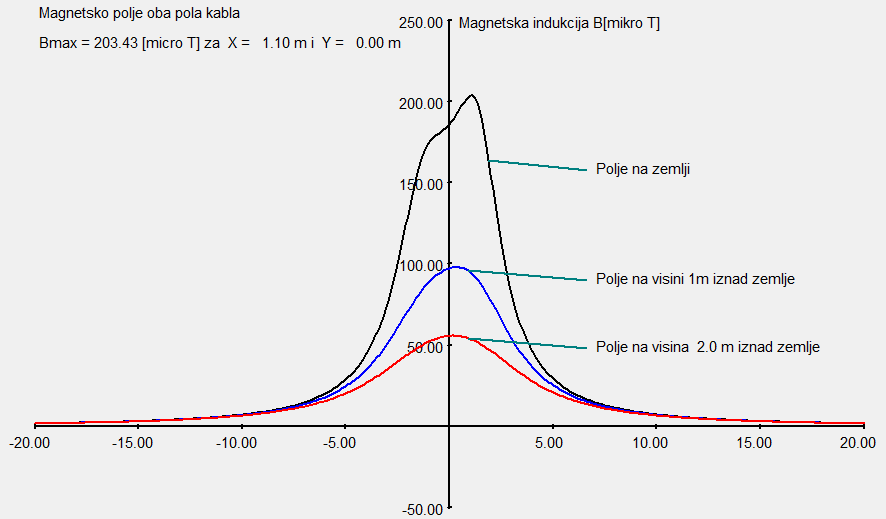 Magnetsko polje oba pola kabla
Bmax = 203.43 [micro T] za X = 1.10 m i Y = 0.00 m
250.00
Magnetska indukcija B[mikro T]
200.00
Polje na zemlji
150.00
100.00
Polje na visini 1m iznad zemlje
50.00
Polje na visina 2.0 m iznad zemlje
-20.00 -15.00 -10.00 -5.00 5.00 10.00 15.00 20.00
-50.00